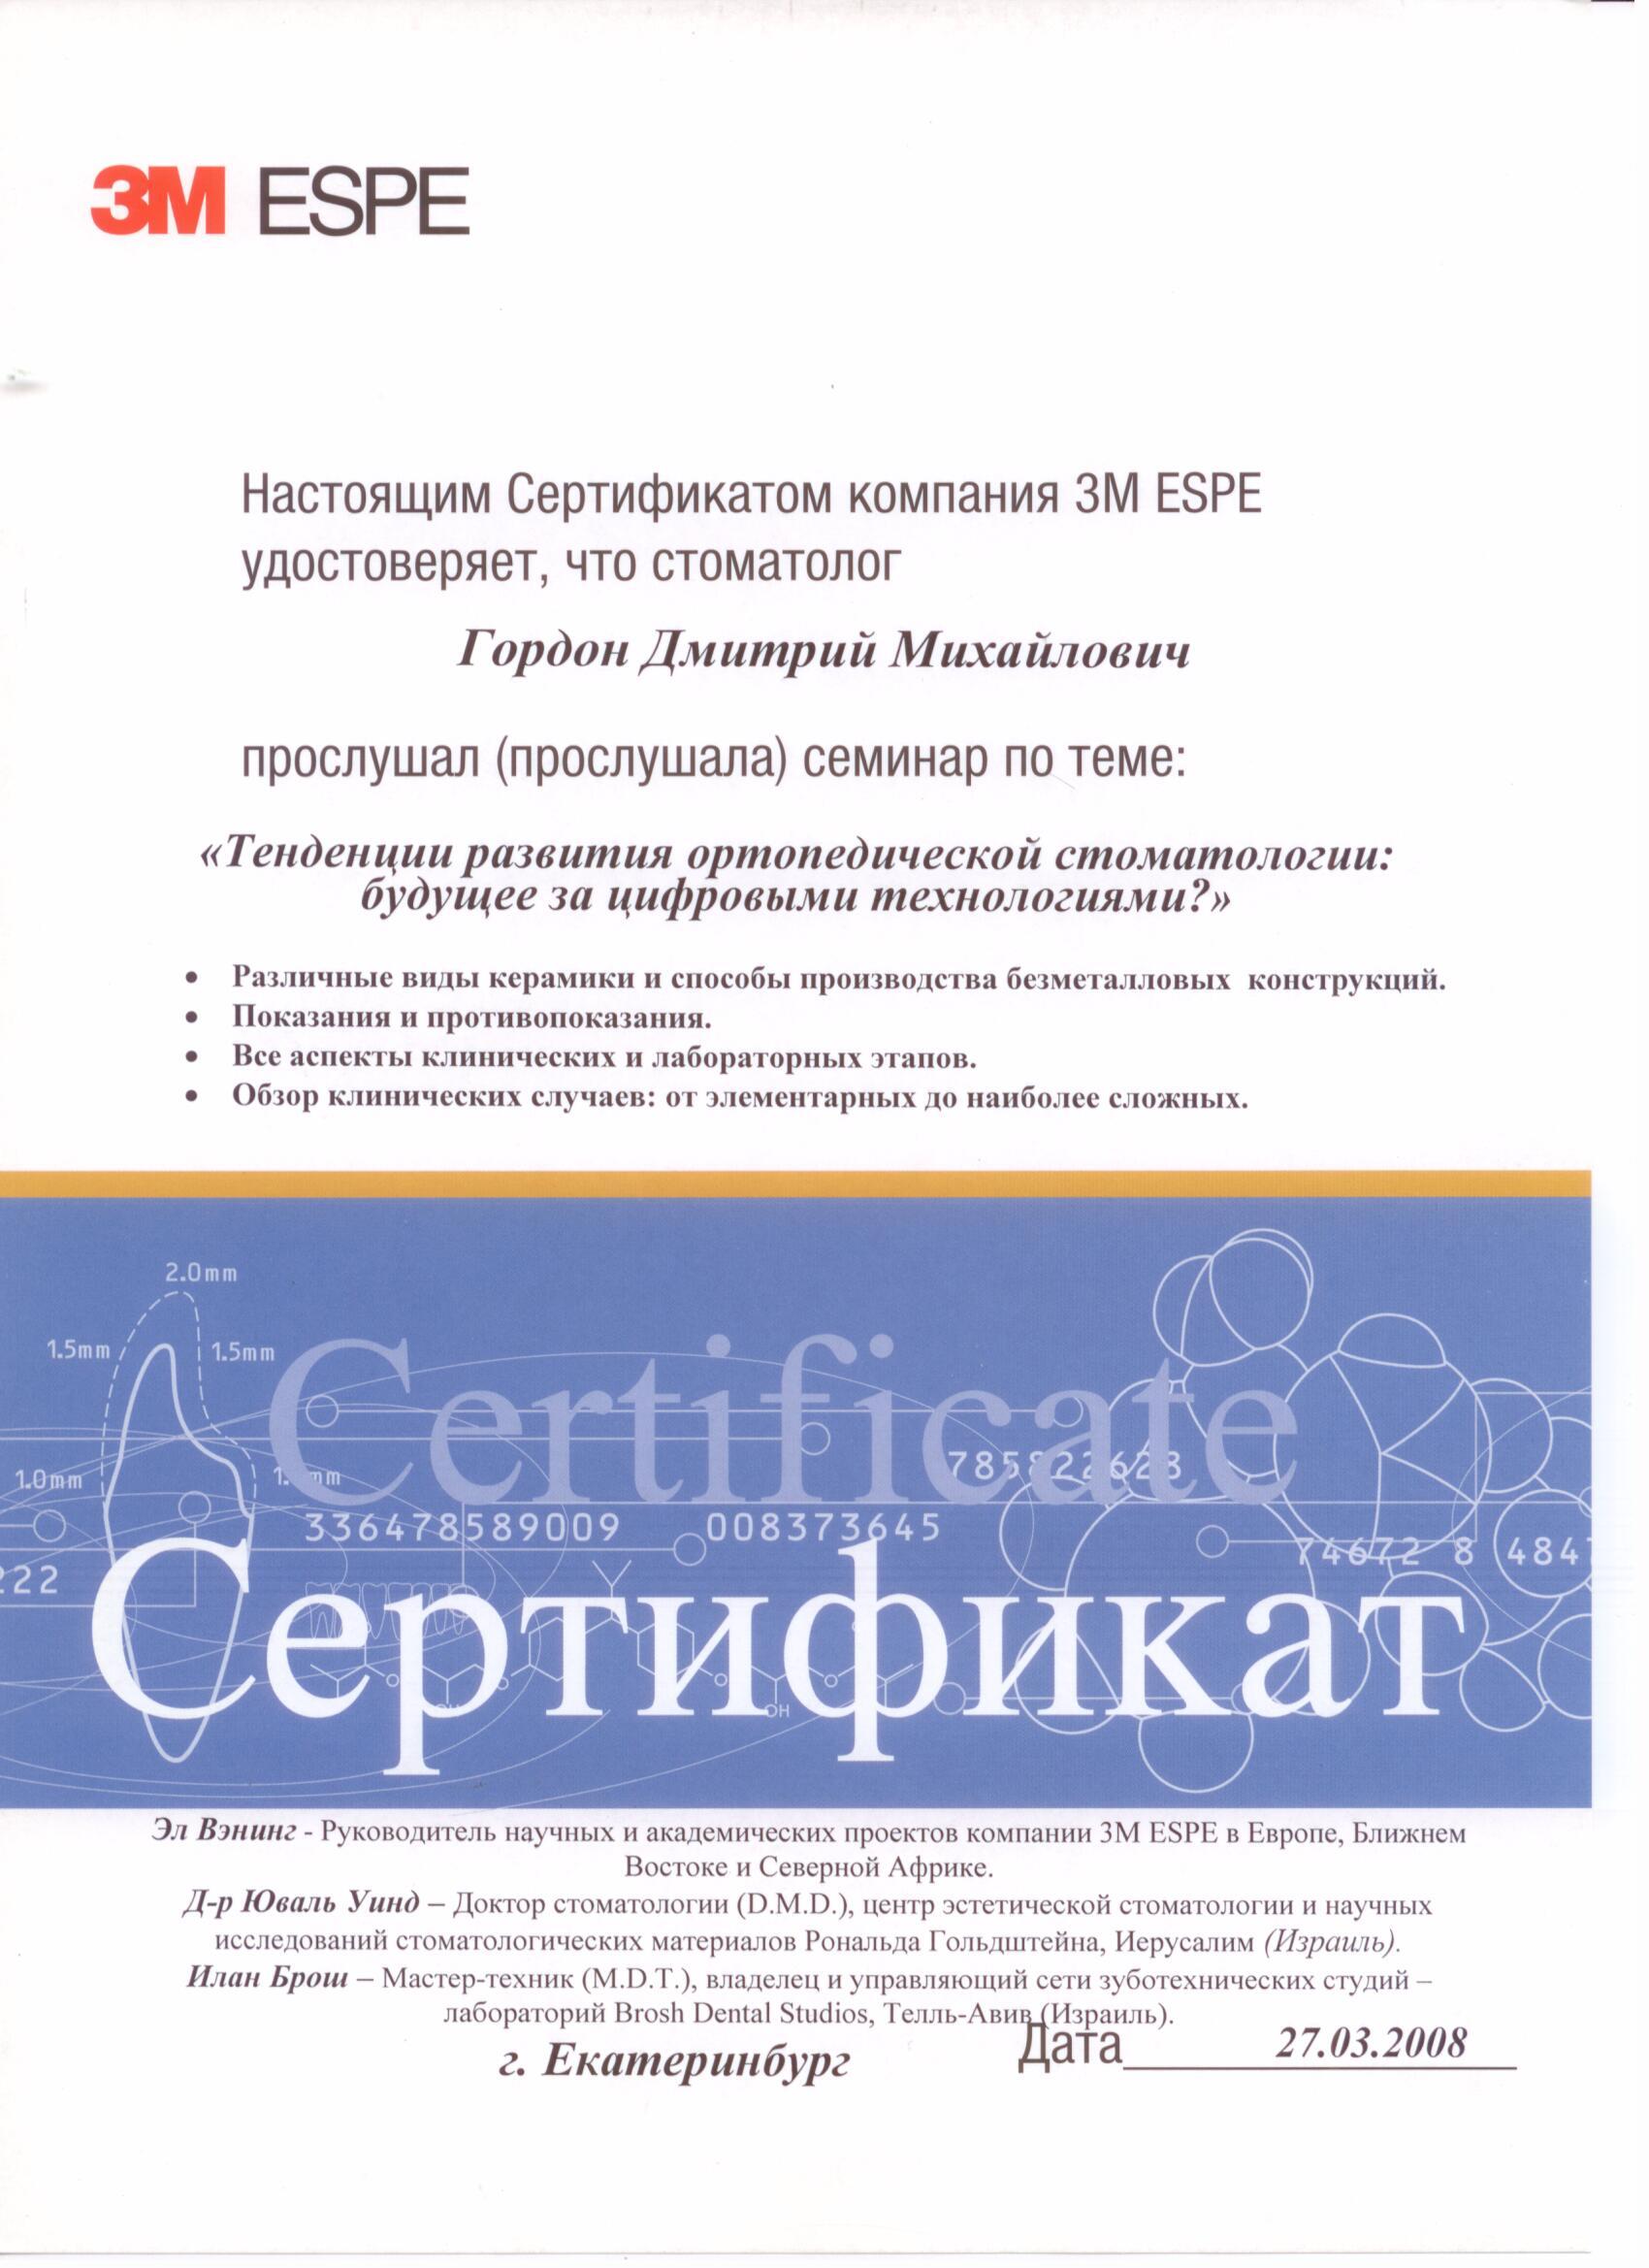 3M ESPE
Настоящим Сертификатом компания 3М ESPE
удостоверяет, что стоматолог
Гордон Дмитрий Михайлович
прослушал (прослушала) семинар по теме:
«Тенденции развития ортопедической стоматологии:
будущее за цифровыми технологиями?»
• Различные виды керамики и способы производства безметалловых конструкций.
• Показания и противопоказания.
• Все аспекты клинических и лабораторных этапов.
• Обзор клинических случаев: от элементарных до наиболее сложных.
2.0mm
1.5mm 1.5mm
Certificate
1.0mm
785822628
336478589009 008373645
74672 8 484
222
Сертификат
OH
Эл Вэнинг - Руководитель научных и академических проектов компании 3М ESPE в Европе, Ближнем
Востоке и Северной Африке.
Д-р Юваль Уинд – Доктор стоматологии (D.M.D.), центр эстетической стоматологии и научных
исследований стоматологических материалов Рональда Гольдштейна, Иерусалим (Израиль).
Илан Брош – Мастер-техник (M.D.T.), владелец и управляющий сети зуботехнических студий –
лабораторий Brosh Dental Studios, Телль-Авив (Израиль).
г. Екатеринбург
Дата 27.03.2008